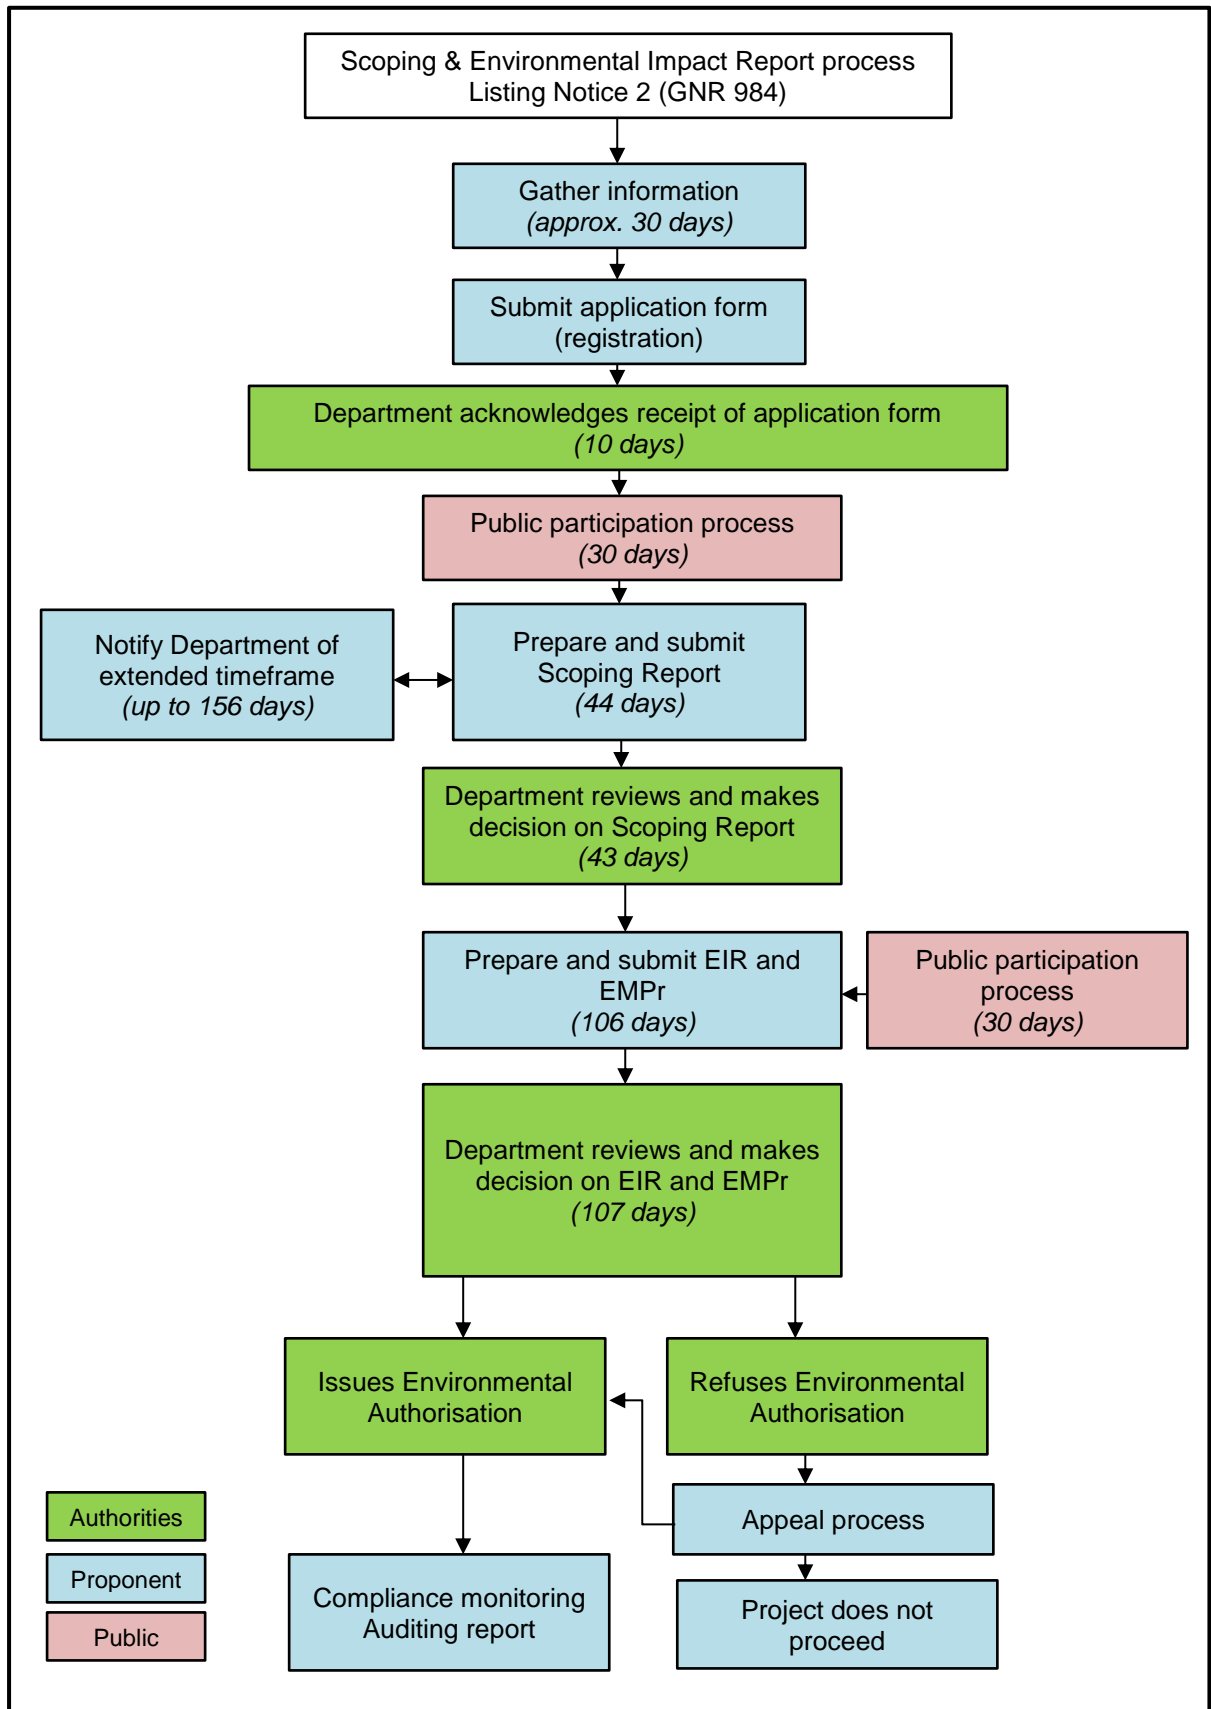 Scoping & Environmental Impact Report process
Listing Notice 2 (GNR 984)
Gather information
(approx. 30 days)
Submit application form
(registration)
Department acknowledges receipt of application form
(10 days)
Public participation process
(30 days)
Notify Department of
extended timeframe
(up to 156 days)
Prepare and submit
Scoping Report
(44 days)
Department reviews and makes
decision on Scoping Report
(43 days)
Prepare and submit EIR and
EMPr
(106 days)
Public participation
process
(30 days)
Department reviews and makes
decision on EIR and EMPr
(107 days)
Issues Environmental
Authorisation
Refuses Environmental
Authorisation
Appeal process
Compliance monitoring
Auditing report
Project does not
proceed
Authorities
Proponent
Public